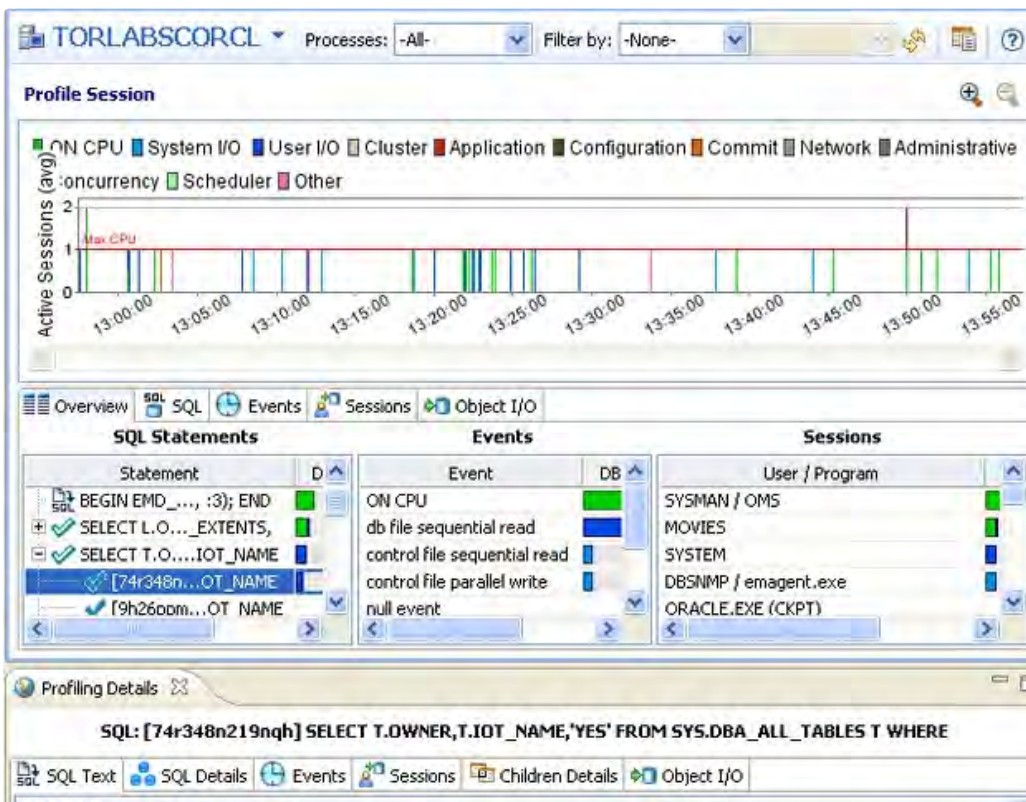 TORLABSCORCL Processes: -All- Filter by: -None-
Profile Session
ON CPU System I/O User I/O Cluster Application Configuration Commit Network Administrative
oncurrency Scheduler Other
Active Sessions (avg)
2
Max CPU
1
0
13:00:00 13:05:00 13:10:00 13:15:00 13:20:00 13:25:00 13:30:00 13:35:00 13:40:00 13:45:00 13:50:00 13:55:00
Overview SQL Events Sessions Object I/O
SQL Statements Events Sessions
Statement D Event DB User / Program
BEGIN EMD_..., :3); END ON CPU SYSMAN / OMS
SELECT L.O..._EXTENTS, db file sequential read MOVIES
SELECT T.O....IOT_NAME control file sequential read SYSTEM
[74r348n...OT_NAME control file parallel write DBSNMP / emagent.exe
[9h26ppm...OT_NAME null event ORACLE.EXE (CKPT)
Profiling Details
SQL: [74r348n219nqh] SELECT T.OWNER,T.IOT_NAME,'YES' FROM SYS.DBA_ALL_TABLES T WHERE
SQL Text SQL Details Events Sessions Children Details Object I/O